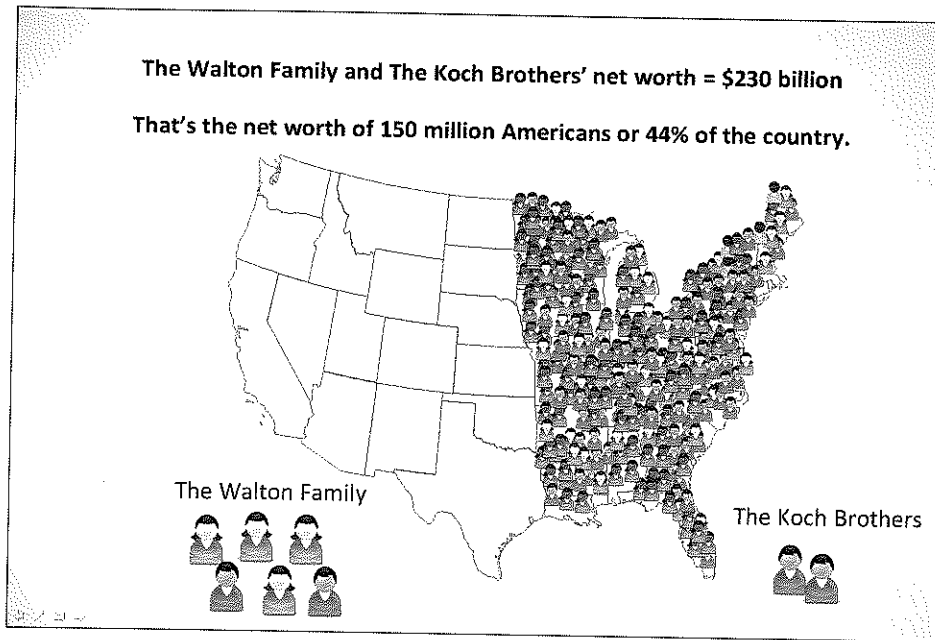 The Walton Family and The Koch Brothers' net worth = $230 billion
That's the net worth of 150 million Americans or 44% of the country.
The Walton Family
The Koch Brothers